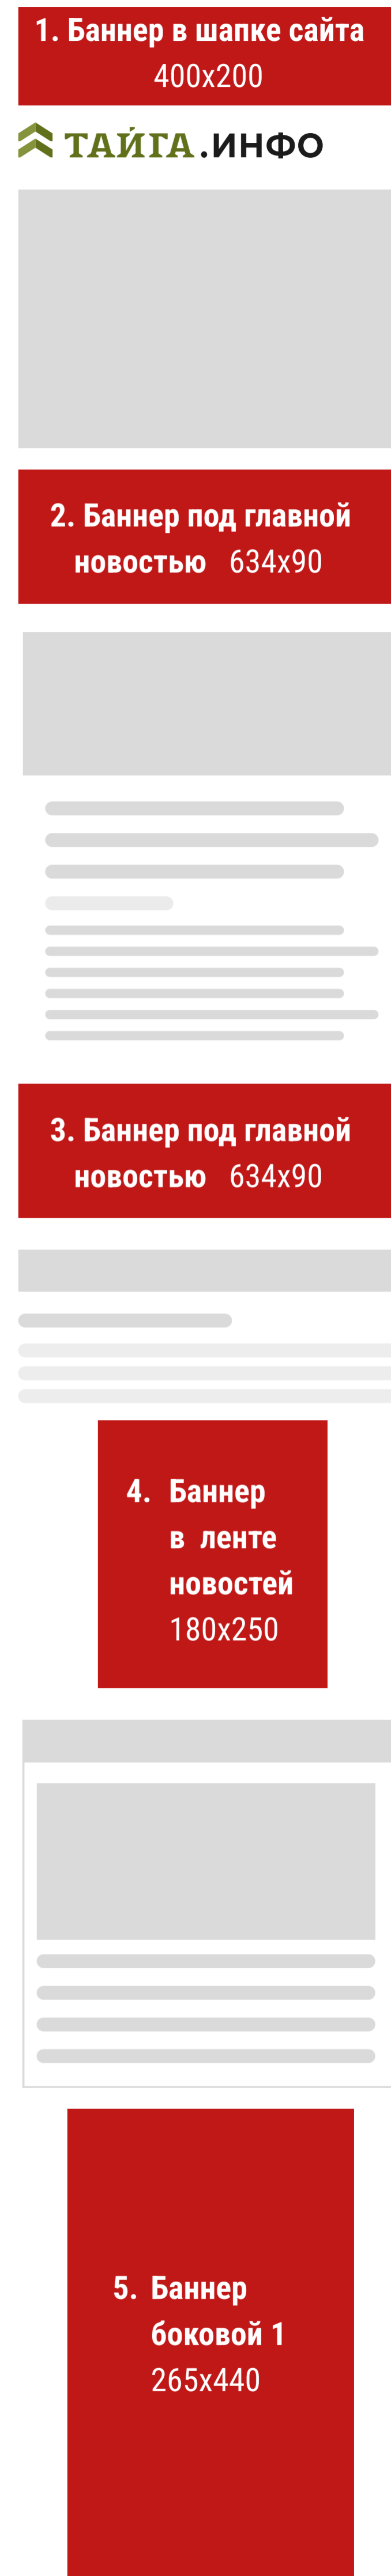 1. Баннер в шапке сайта
400x200
ТАЙГА.ИНФО
2. Баннер под главной
новостью 634x90
3. Баннер под главной
новостью 634x90
4. Баннер
в ленте
новостей
180x250
5. Баннер
боковой 1
265x440